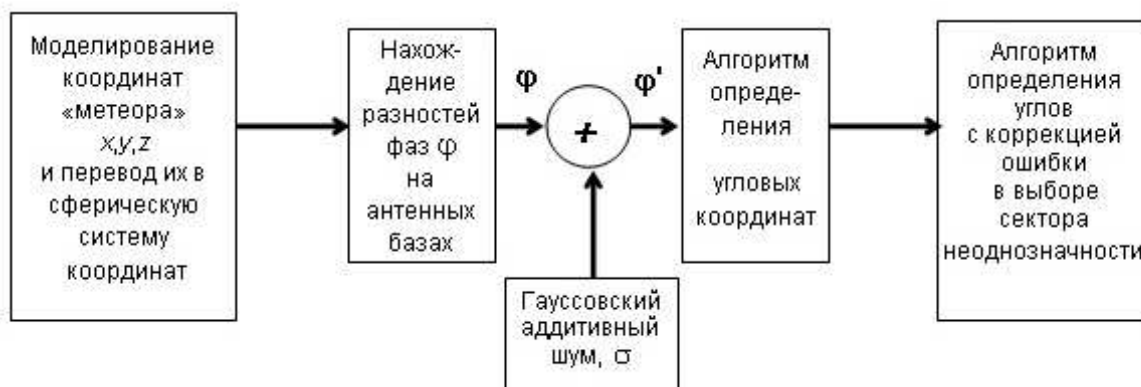 Моделирование
координат
«метеора»
x,y,z
и перевод их в
сферическую
систему
координат
Нахож-
дение
разностей
фаз φ
на
антенных
базах
φ
+
φ'
Гауссовский
аддитивный
шум, σ
Алгоритм
опреде-
ления
угловых
координат
Алгоритм
определения
углов
с коррекцией
ошибки
в выборе
сектора
неоднозначности